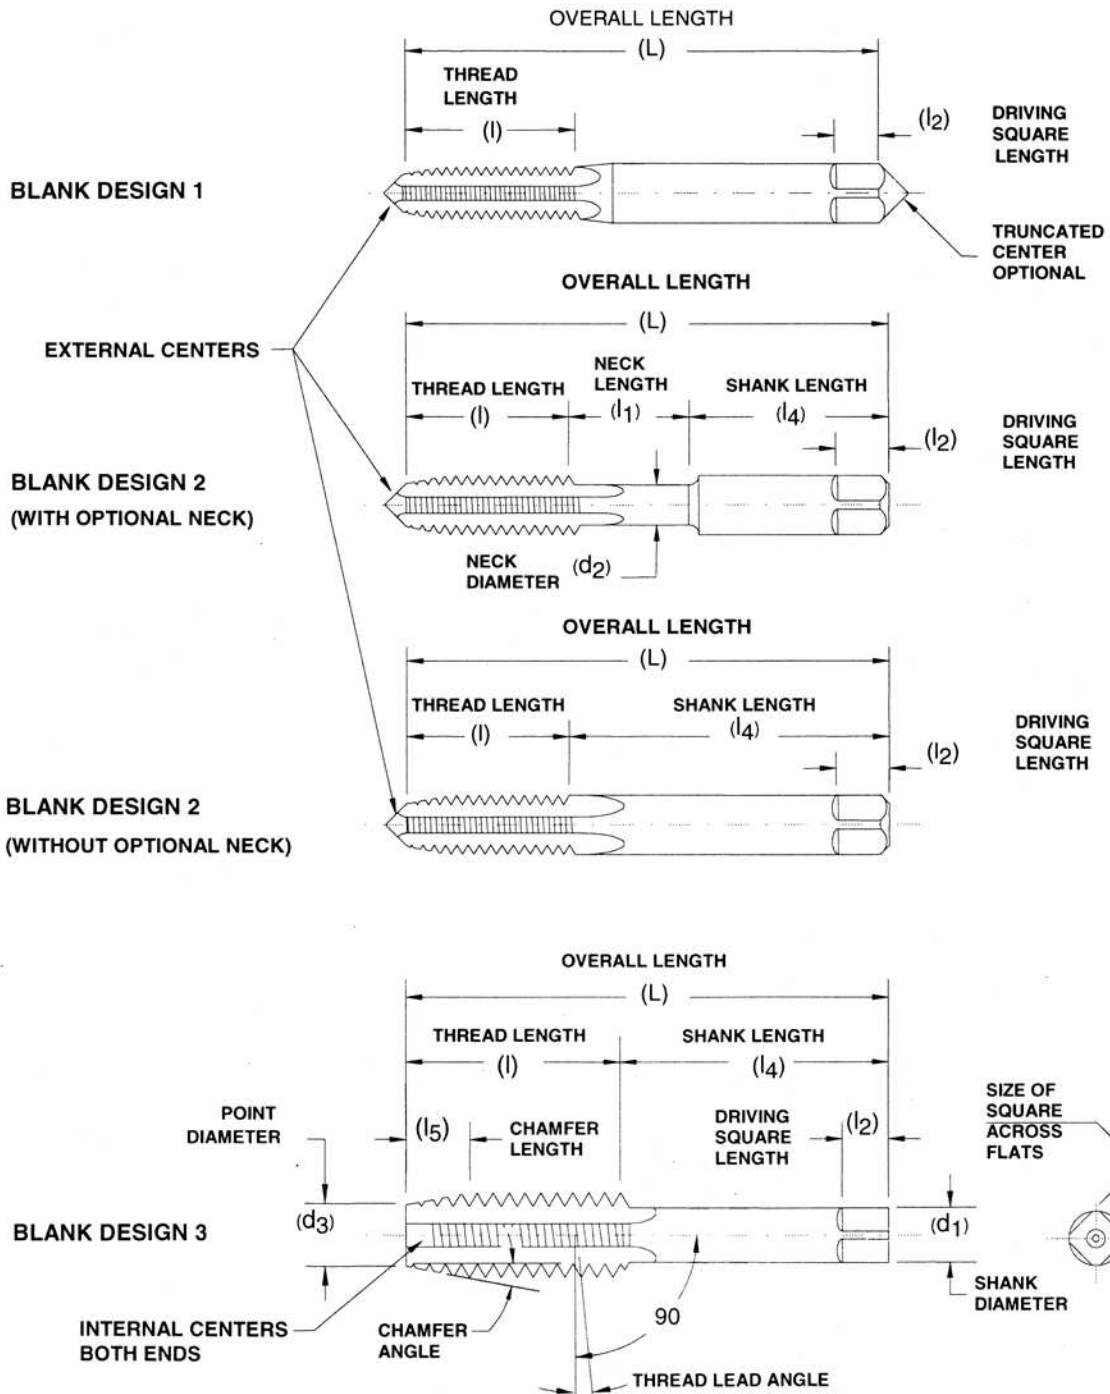 OVERALL LENGTH
(L)
THREAD
LENGTH
(l)
(l2)
DRIVING
SQUARE
LENGTH
BLANK DESIGN 1
TRUNCATED
CENTER
OPTIONAL
OVERALL LENGTH
(L)
EXTERNAL CENTERS
THREAD LENGTH
(l)
NECK
LENGTH
(l1)
SHANK LENGTH
(l4)
(l2)
DRIVING
SQUARE
LENGTH
BLANK DESIGN 2
(WITH OPTIONAL NECK)
NECK
DIAMETER
(d2)
OVERALL LENGTH
(L)
THREAD LENGTH
(l)
SHANK LENGTH
(l4)
(l2)
DRIVING
SQUARE
LENGTH
BLANK DESIGN 2
(WITHOUT OPTIONAL NECK)
OVERALL LENGTH
(L)
THREAD LENGTH
(l)
SHANK LENGTH
(l4)
POINT
DIAMETER
(l5)
CHAMFER
LENGTH
DRIVING
SQUARE
LENGTH
(l2)
SIZE OF
SQUARE
ACROSS
FLATS
BLANK DESIGN 3
(d3)
(d1)
SHANK
DIAMETER
INTERNAL CENTERS
BOTH ENDS
CHAMFER
ANGLE
90
THREAD LEAD ANGLE